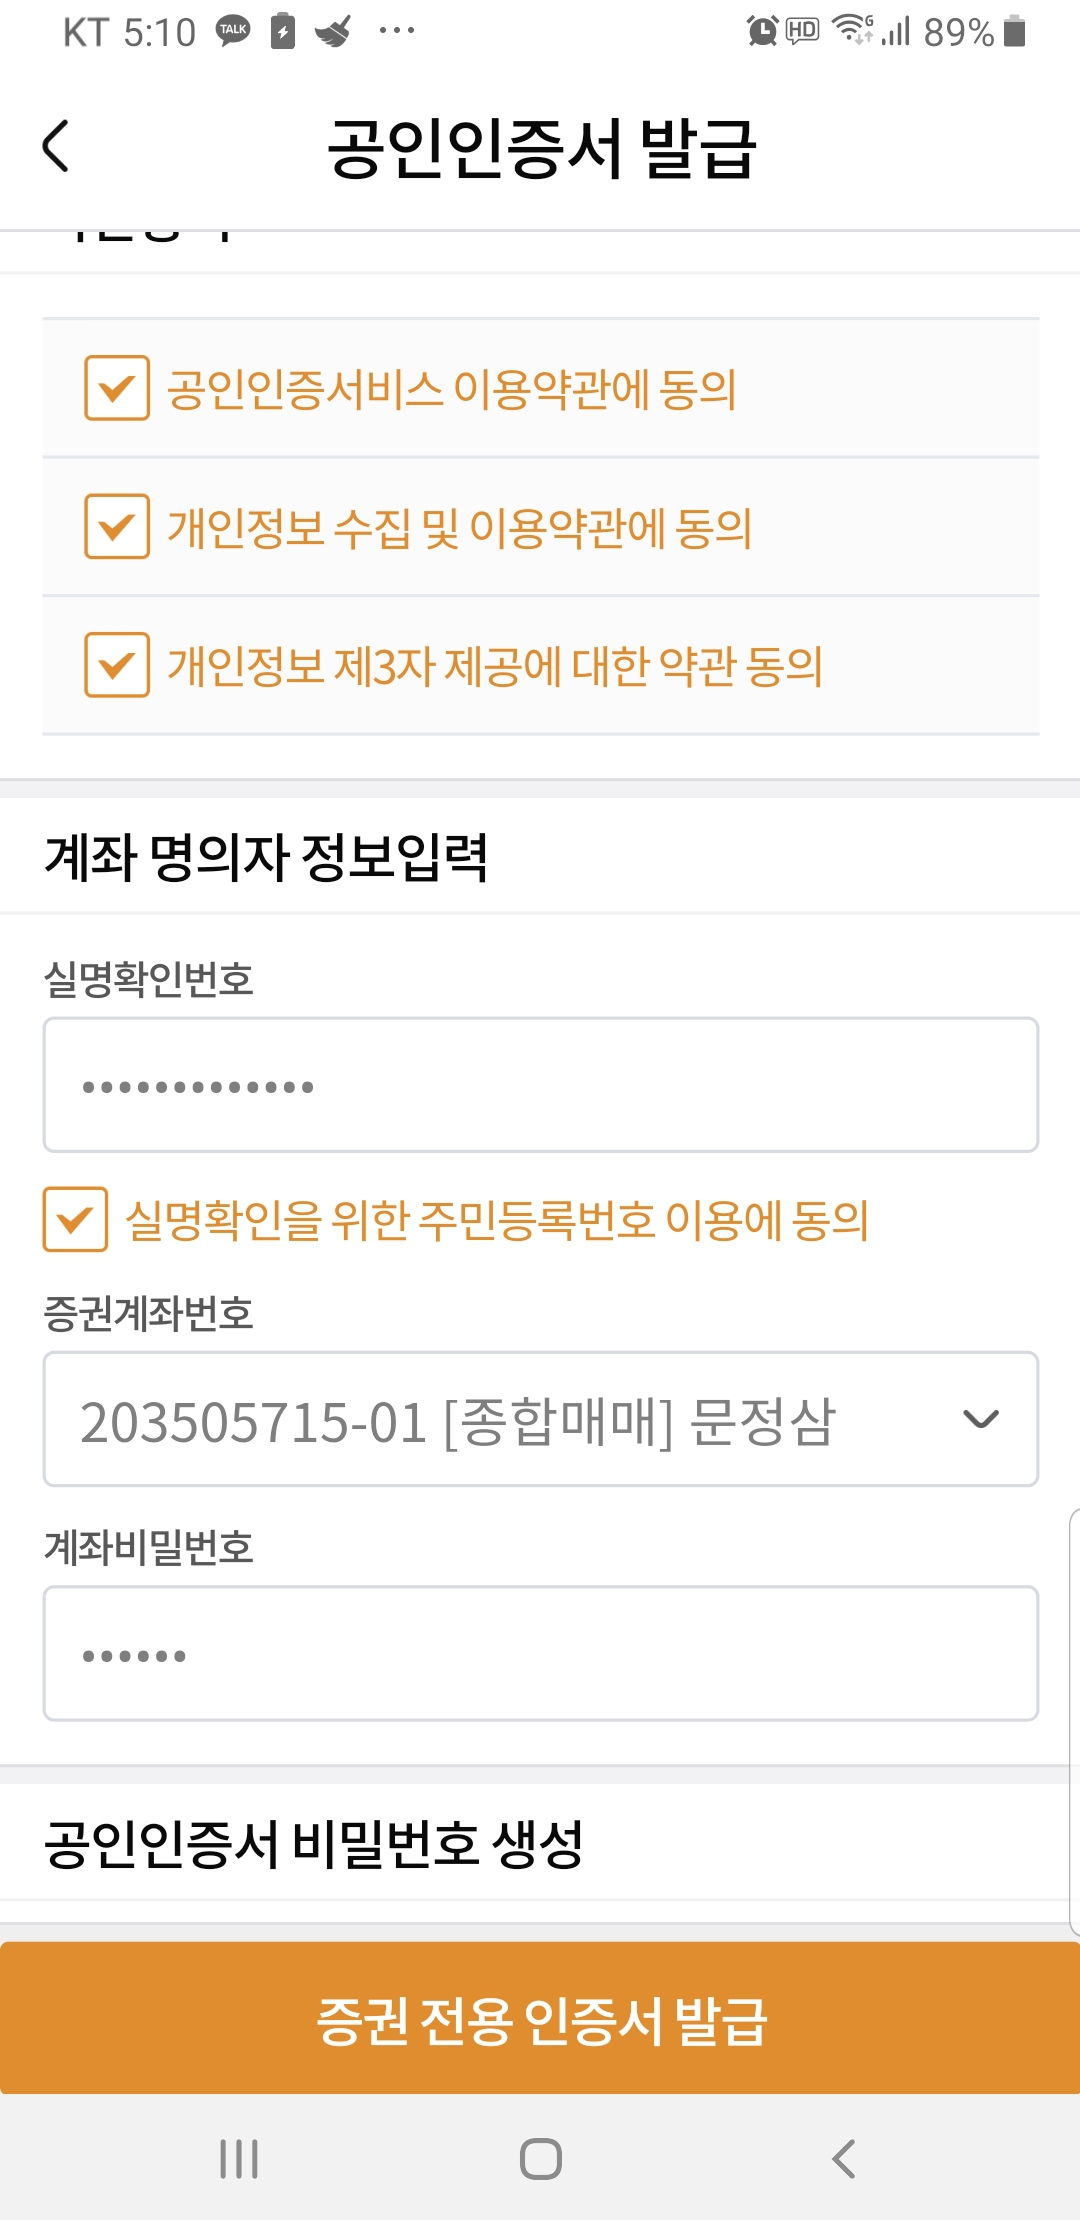 KT 5:10 TALK HD G 89%
공인인증서 발급
공인인증서비스 이용약관에 동의
개인정보 수집 및 이용약관에 동의
개인정보 제3자 제공에 대한 약관 동의
계좌 명의자 정보입력
실명확인번호
•••••••••••••
실명확인을 위한 주민등록번호 이용에 동의
증권계좌번호
203505715-01 [종합매매] 문정삼
계좌비밀번호
••••••
공인인증서 비밀번호 생성
증권 전용 인증서 발급